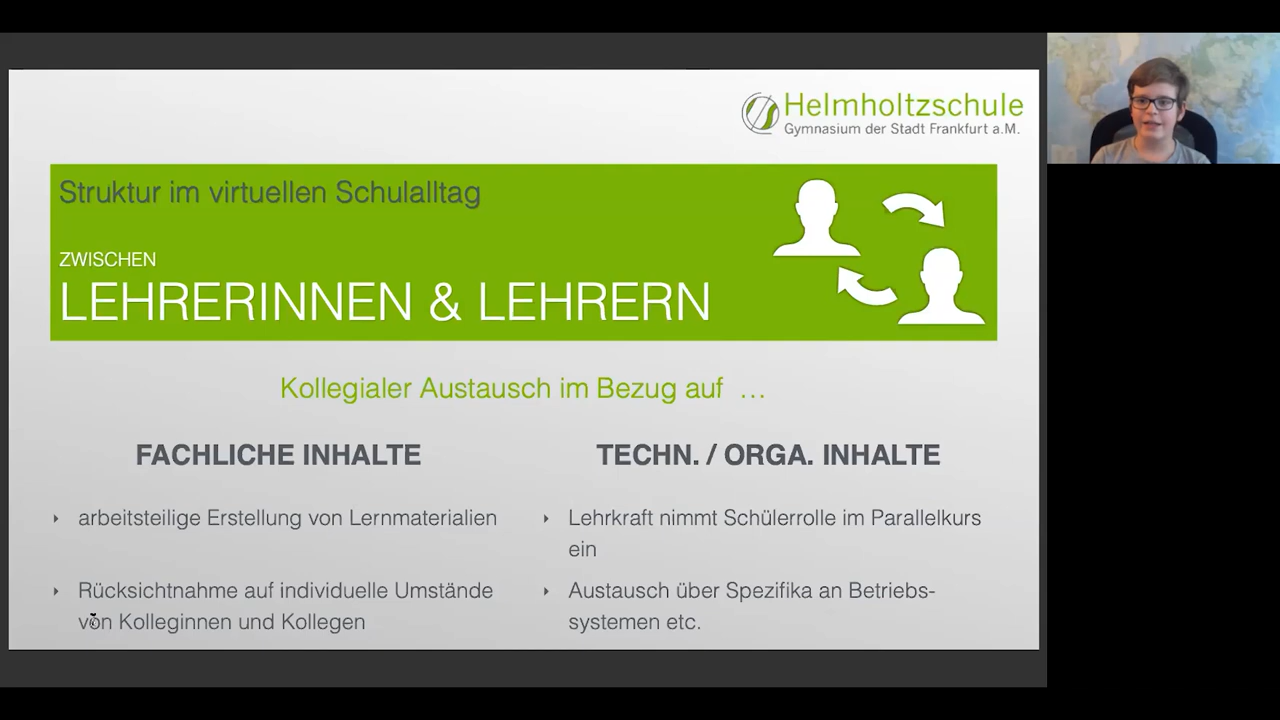 Helmholtzschule
Gymnasium der Stadt Frankfurt a.M.
Struktur im virtuellen Schulalltag
ZWISCHEN
LEHRERINNEN & LEHRERN
Kollegialer Austausch im Bezug auf …
FACHLICHE INHALTE
arbeitsteilige Erstellung von Lernmaterialien
Rücksichtnahme auf individuelle Umstände
von Kolleginnen und Kollegen
TECHN. / ORGA. INHALTE
Lehrkraft nimmt Schülerrolle im Parallelkurs
ein
Austausch über Spezifika an Betriebs-
systemen etc.